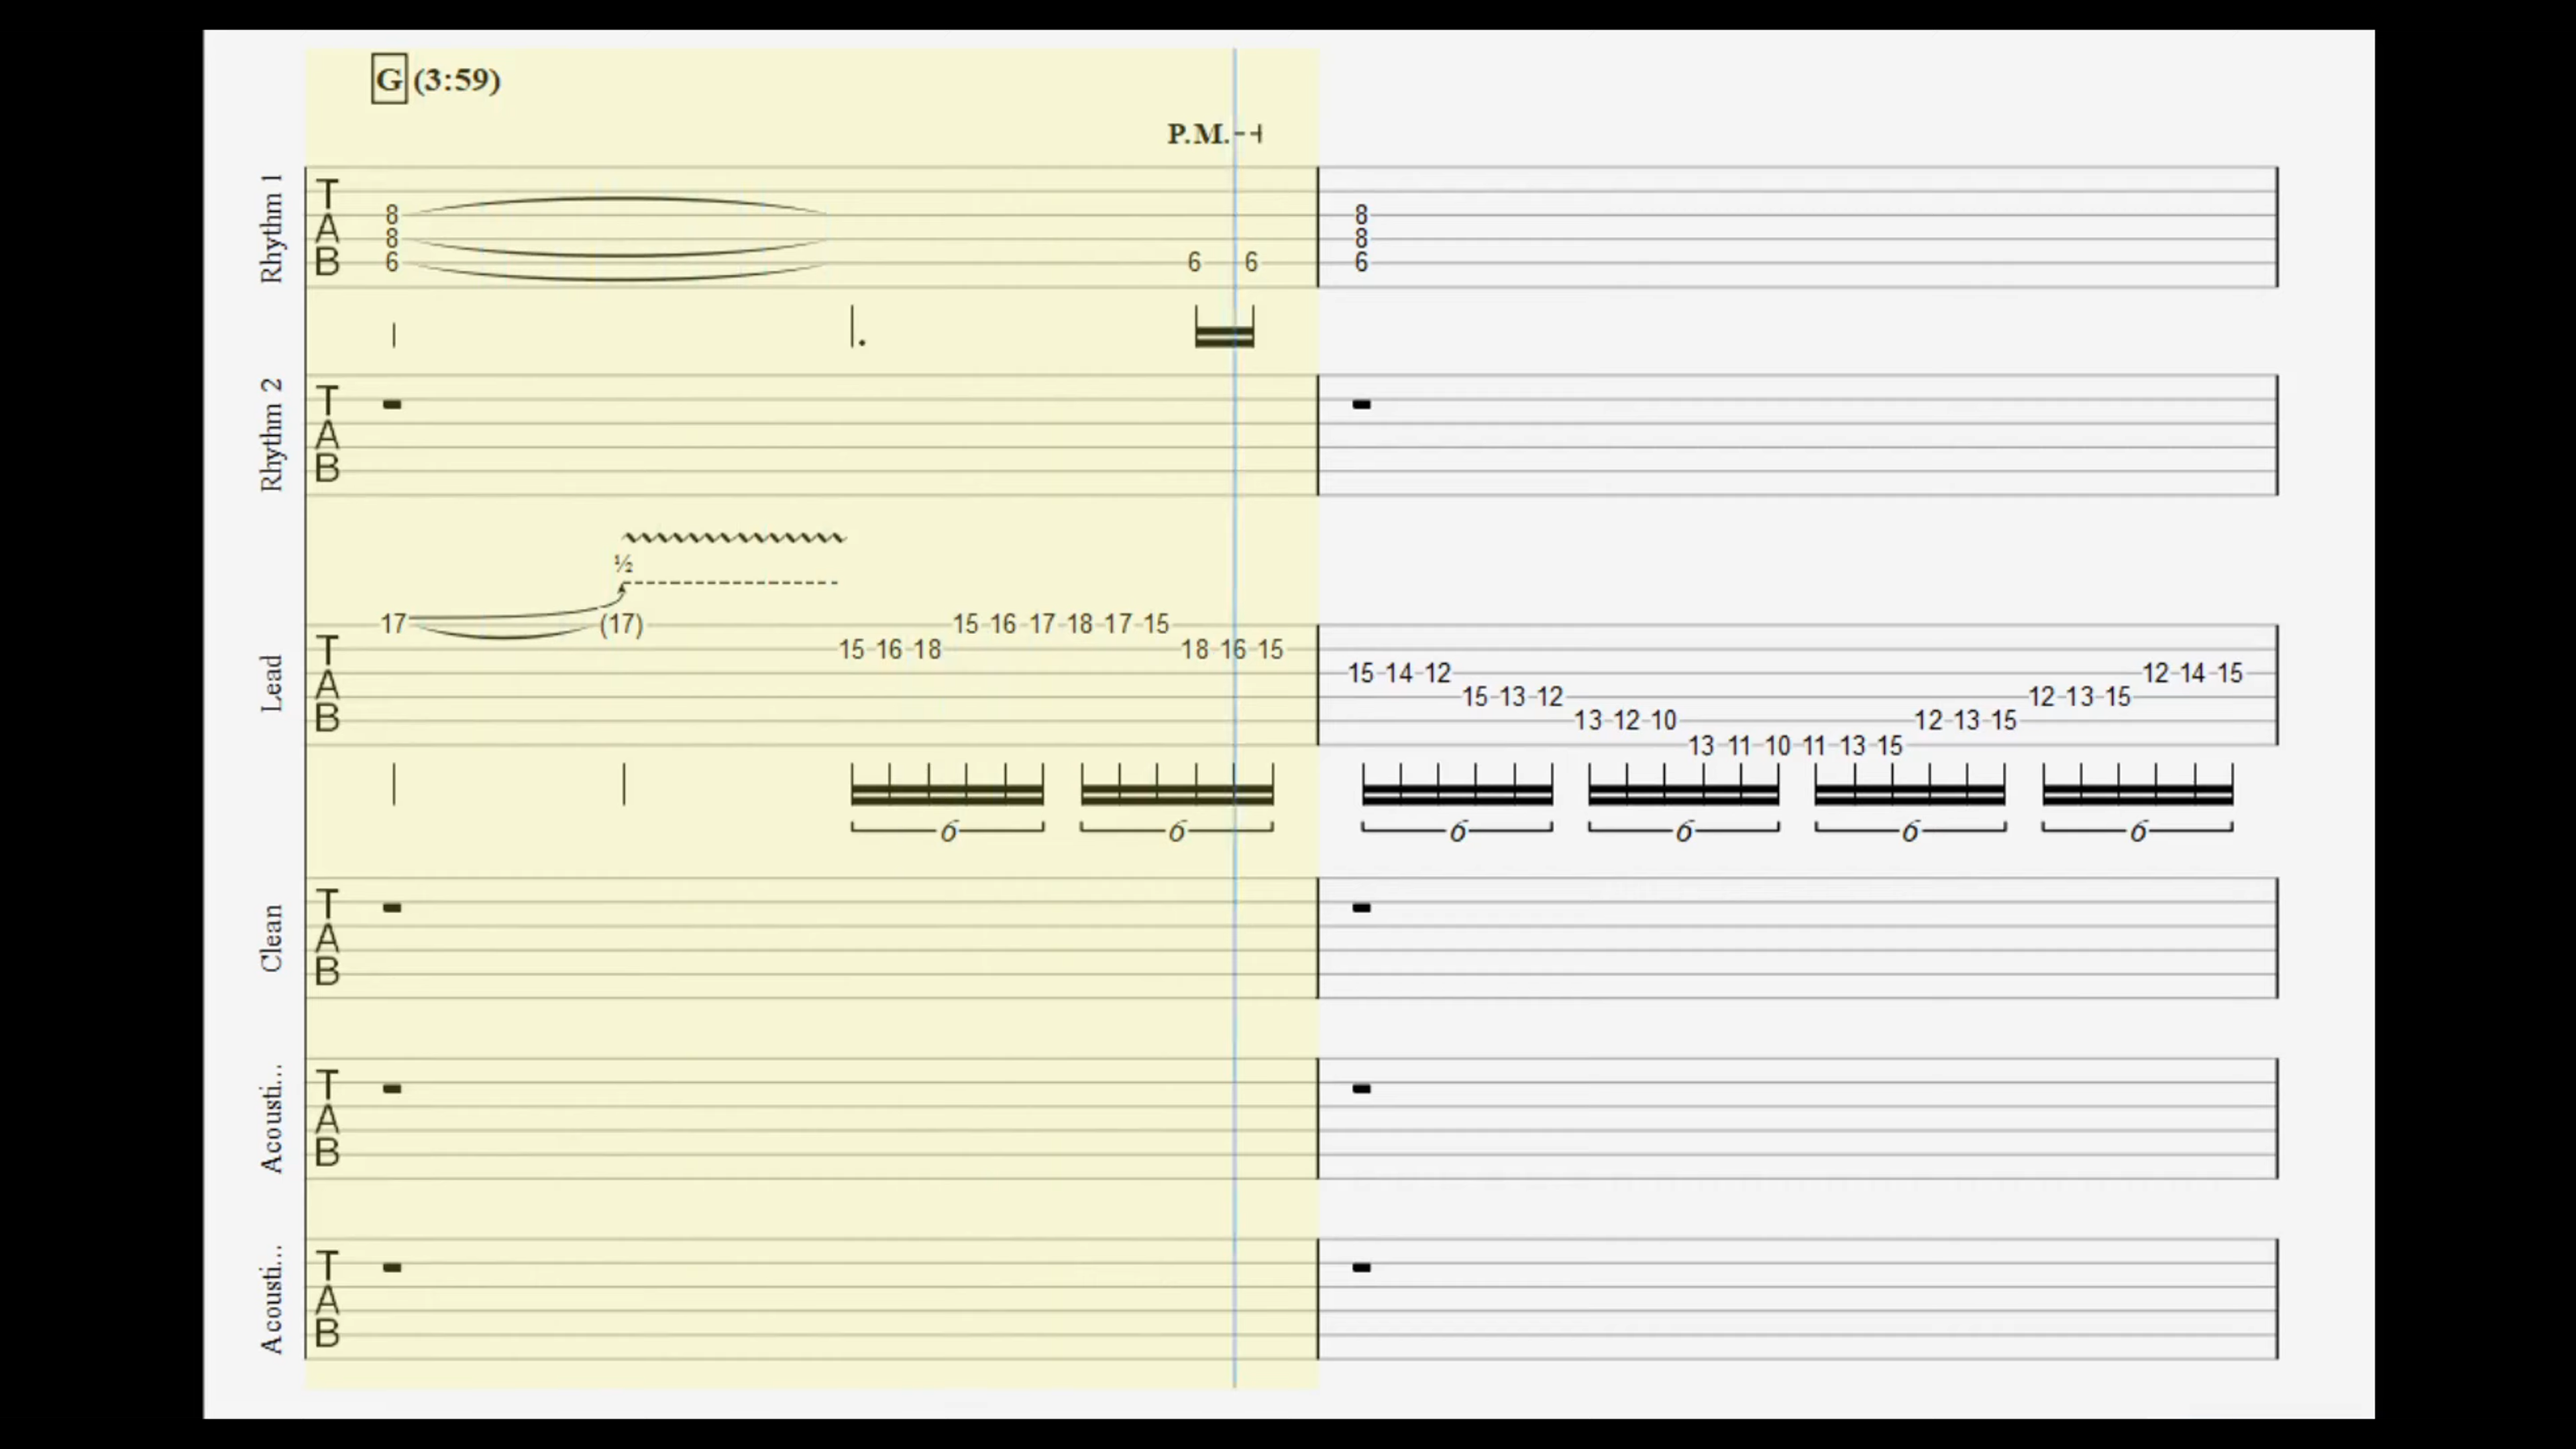 G (3:59)
P.M.
Rhythm 1
T
A
B
8
8
6
6 6
8
8
6
Rhythm 2
T
A
B
½
Lead
T
A
B
17 (17) 15 16 17 18 17 15
15 16 18 18 16 15
15 14 12 12 14 15
15 13 12 12 13 15
13 12 10 12 13 15
13 11 10 11 13 15
6 6 6 6 6 6
Clean
T
A
B
Acousti...
T
A
B
Acousti...
T
A
B